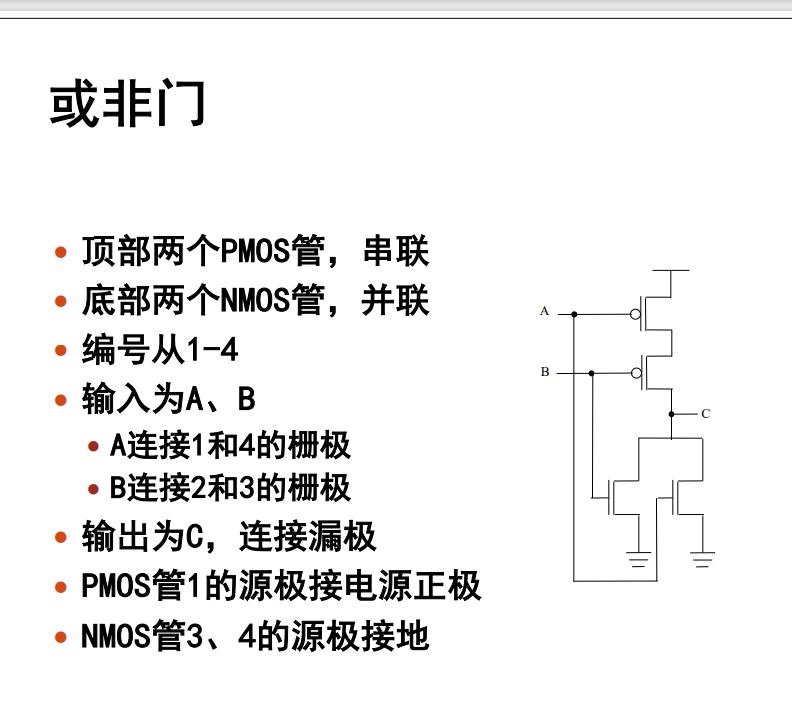 或非门
顶部两个PMOS管，串联
底部两个NMOS管，并联
编号从1-4
输入为A、B
A连接1和4的栅极
B连接2和3的栅极
输出为C，连接漏极
PMOS管1的源极接电源正极
NMOS管3、4的源极接地
A
B
C